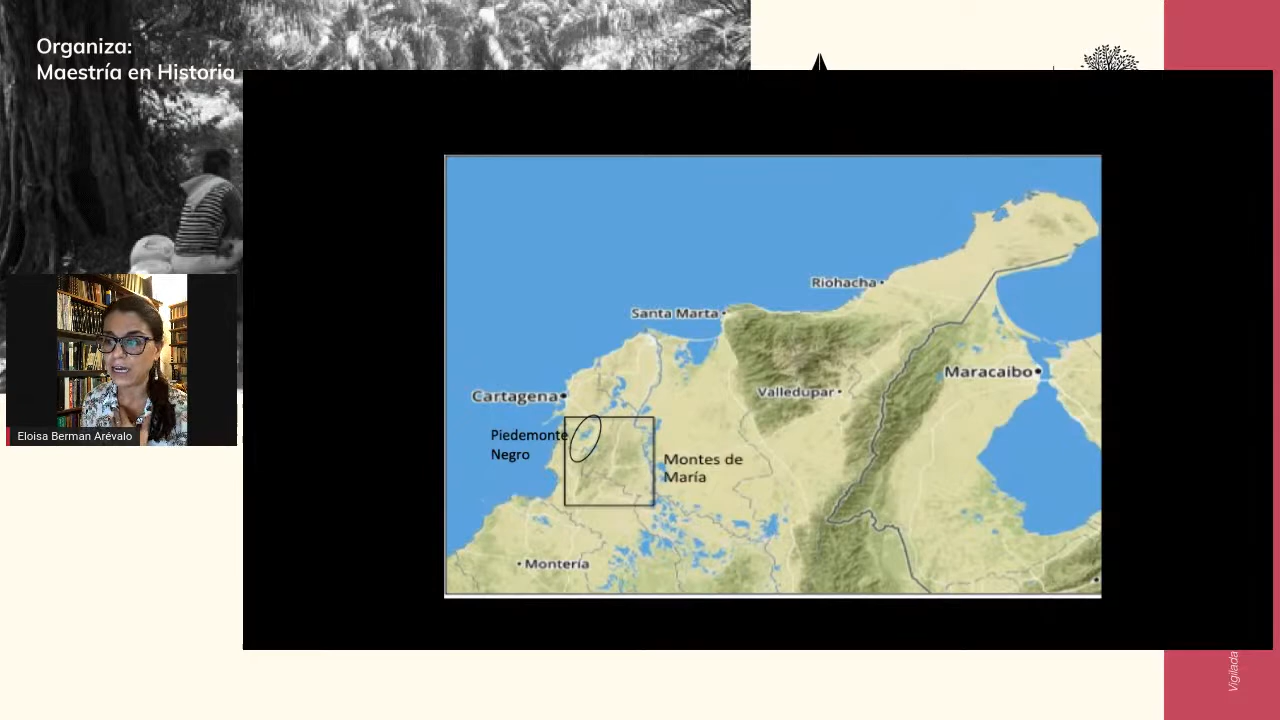 Organiza:
Maestría en Historia
Riohacha
Santa Marta
Maracaibo
Valledupar
Cartagena
Piedemonte
Negro
Montes de
María
Eloisa Berman Arévalo
Montería
Vigilada